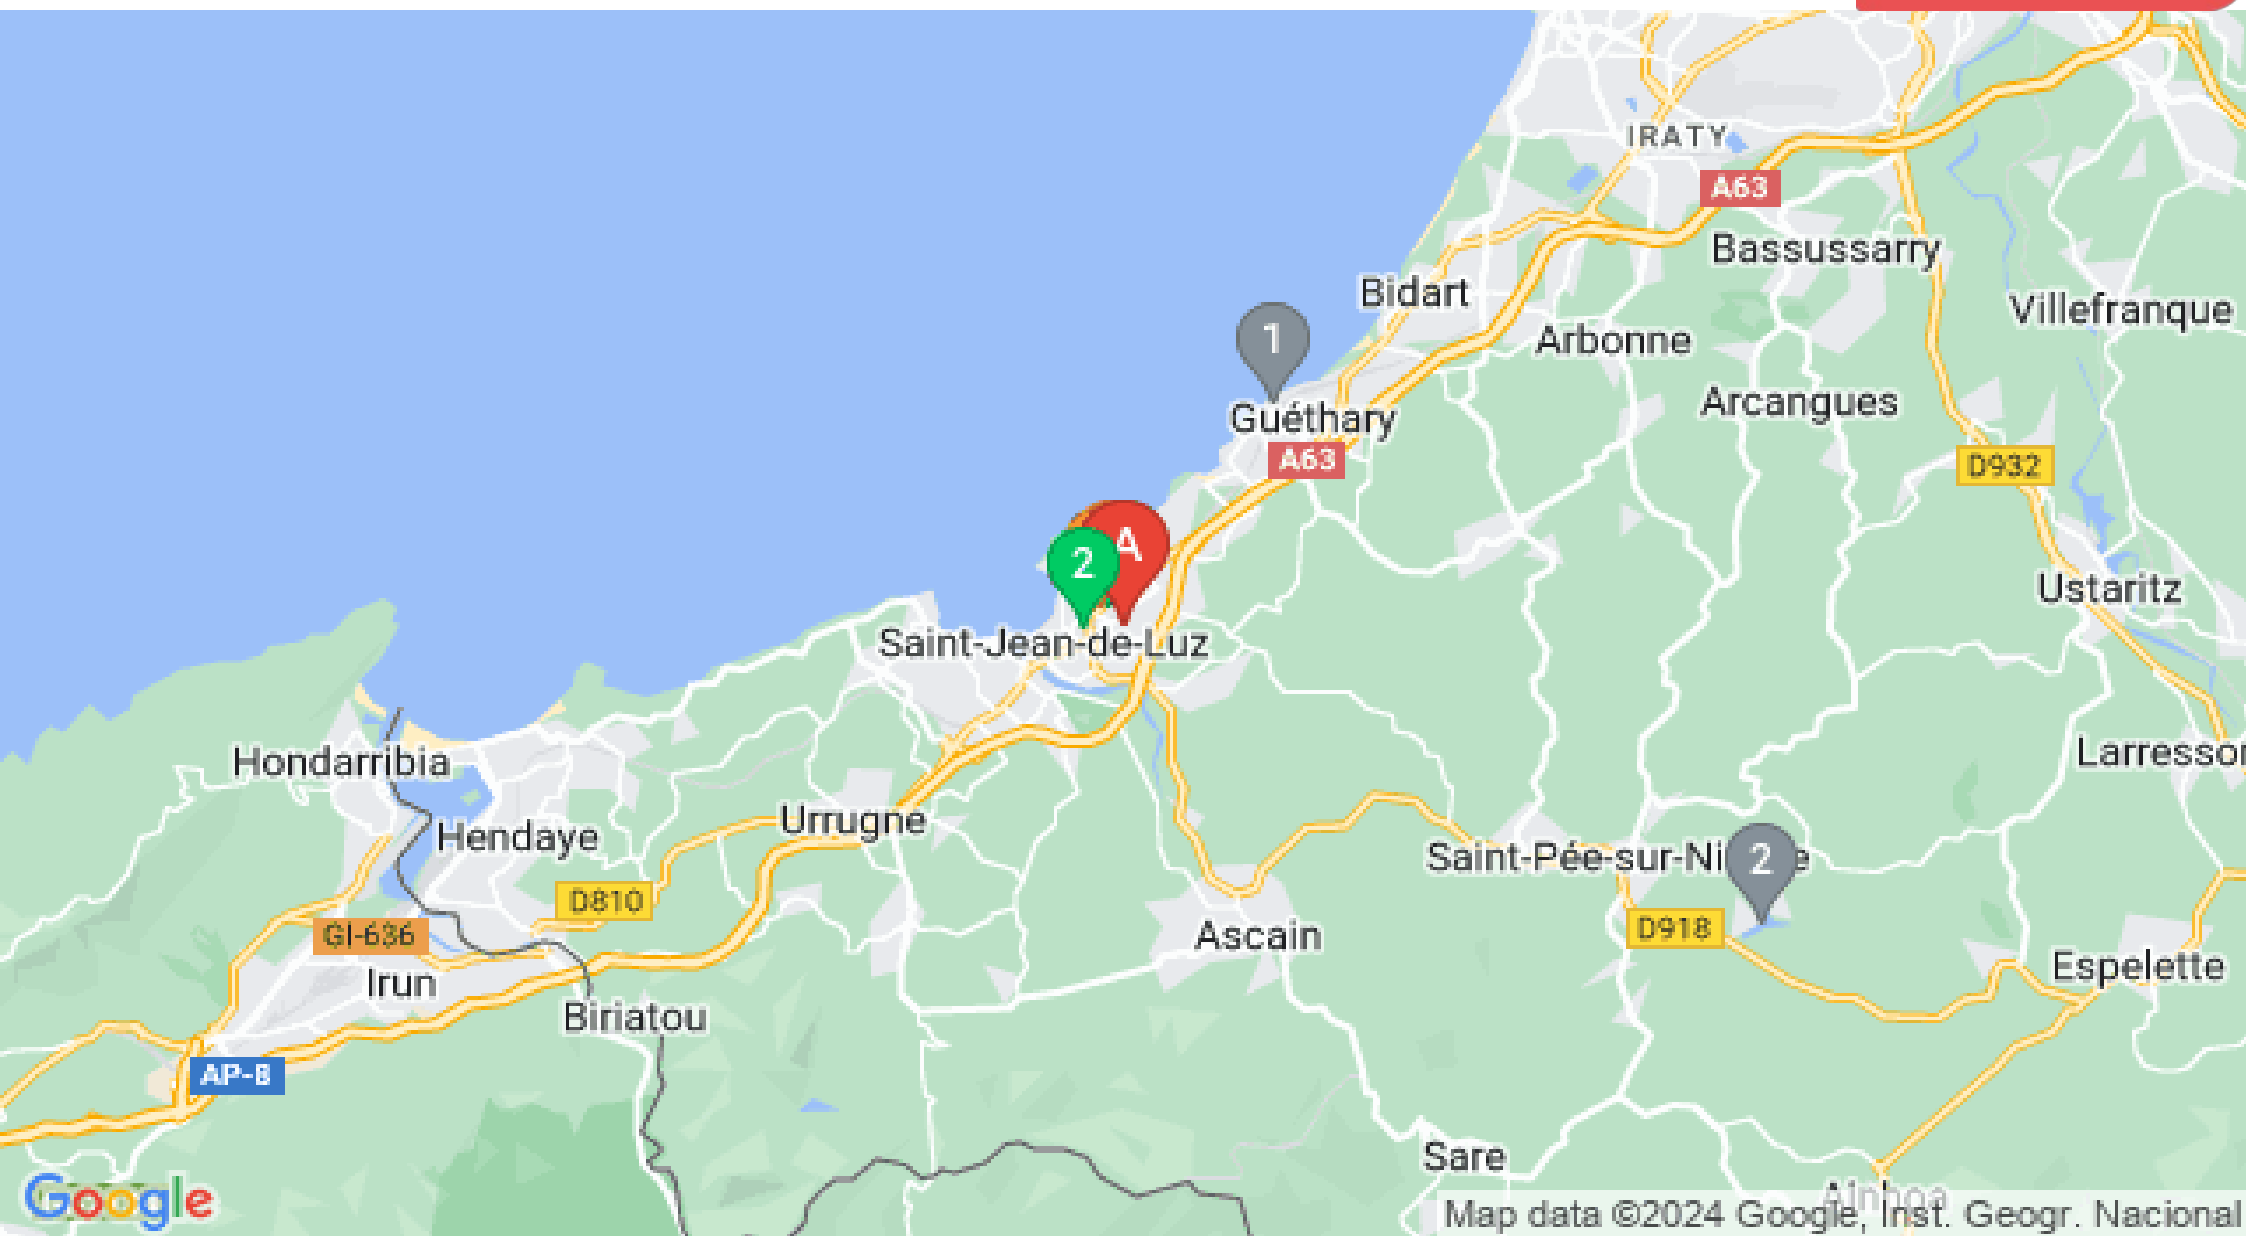 IRATY
A63
Bassussarry
Bidart
Villefranque
1
Arbonne
Arcangues
Guéthary
A63
D932
A
2
Ustaritz
Saint-Jean-de-Luz
Hondarribia
Larresso
Urrugne
Hendaye
Saint-Pée-sur-Ni e
2
D810
D918
GI-636
Ascain
Irun
Espelette
Biriatou
AP-8
Sare
Ainhoa
Google
Map data ©2024 Google, Inst. Geogr. Nacional